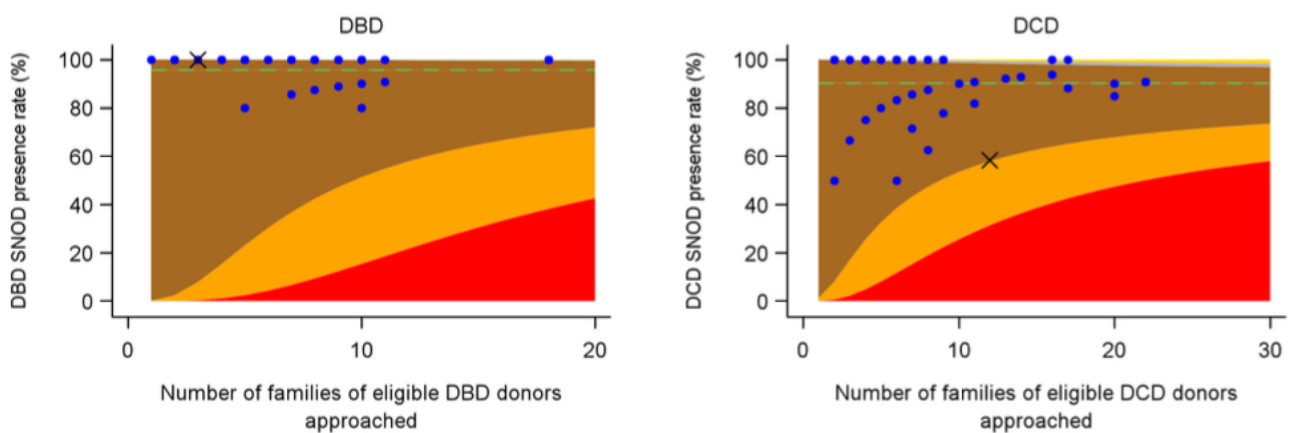 DBD
DBD SNOD presence rate (%)
100
80
60
40
20
0
0
10
20
Number of families of eligible DBD donors
approached
DCD
DCD SNOD presence rate (%)
100
80
60
40
20
0
0
10
20
30
Number of families of eligible DCD donors
approached